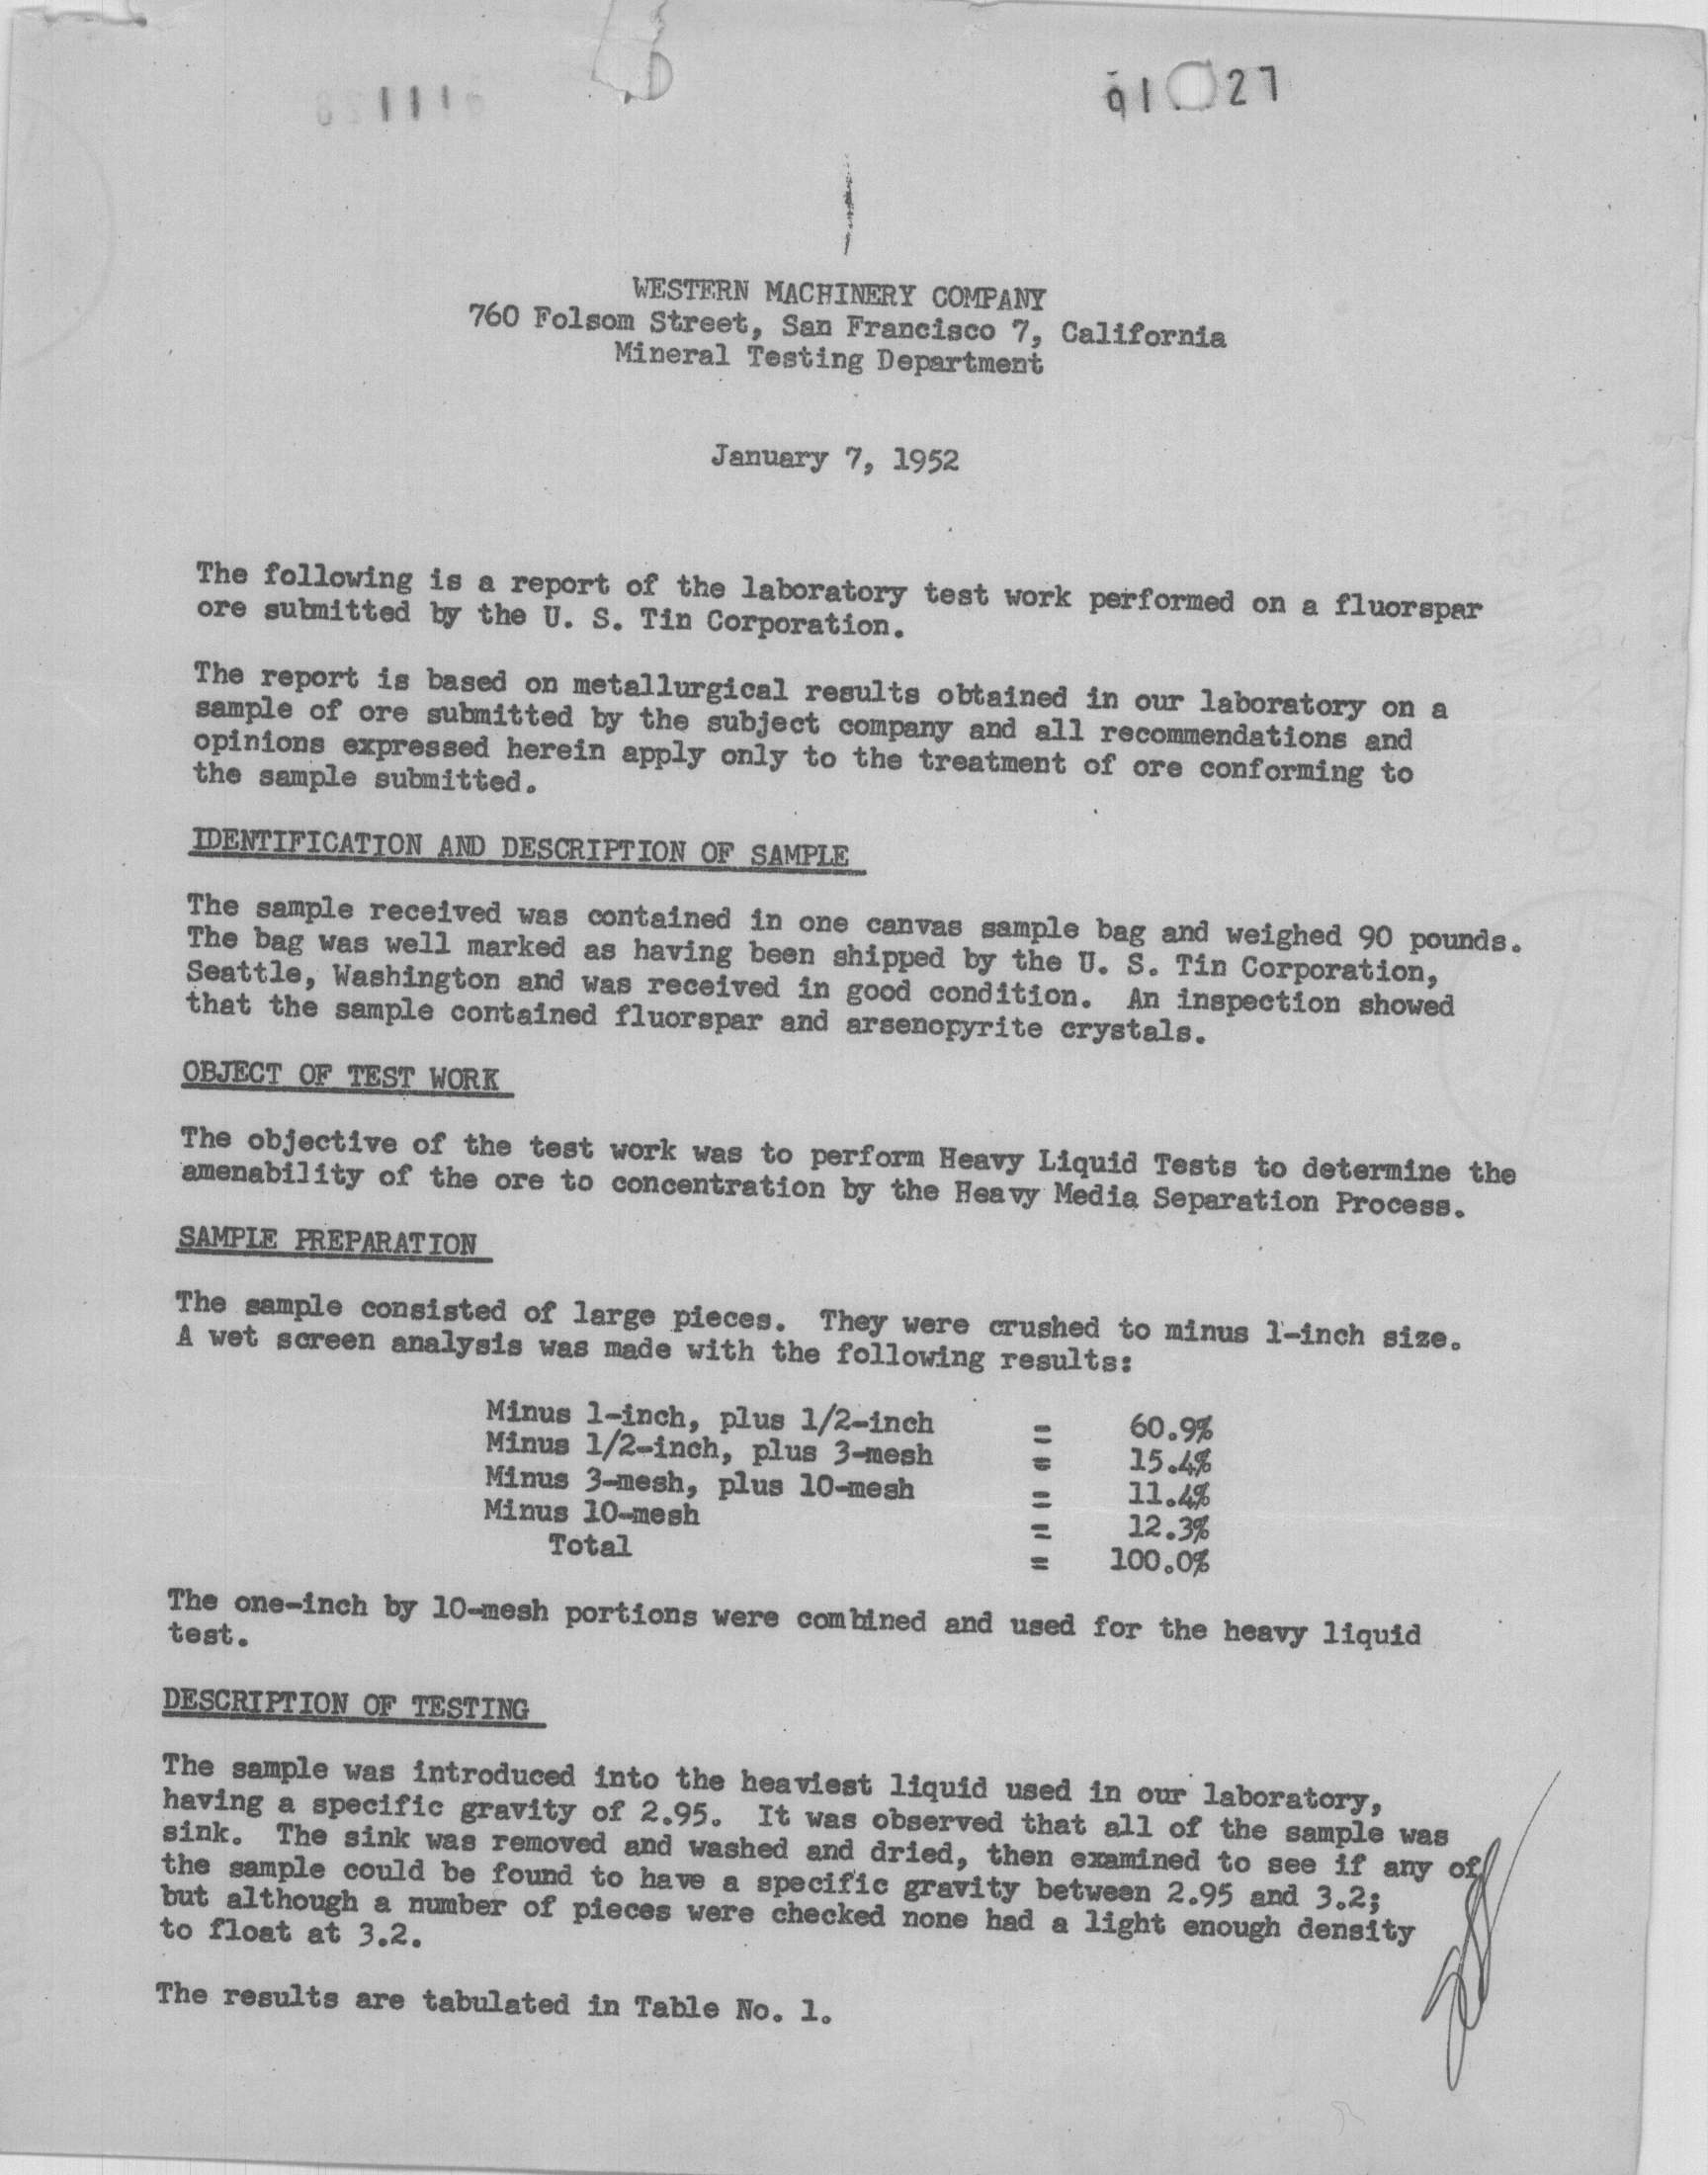 WESTERN MACHINERY COMPANY
760 Folsom Street, San Francisco 7, California
Mineral Testing Department
January 7, 1952
The following is a report of the laboratory test work performed on a fluorspar
ore submitted by the U. S. Tin Corporation.
The report is based on metallurgical results obtained in our laboratory on a
sample of ore submitted by the subject company and all recommendations and
opinions expressed herein apply only to the treatment of ore conforming to
the sample submitted.
IDENTIFICATION AND DESCRIPTION OF SAMPLE
The sample received was contained in one canvas sample bag and weighed 90 pounds.
The bag was well marked as having been shipped by the U. S. Tin Corporation,
Seattle, Washington and was received in good condition. An inspection showed
that the sample contained fluorspar and arsenopyrite crystals.
OBJECT OF TEST WORK
The objective of the test work was to perform Heavy Liquid Tests to determine the
amenability of the ore to concentration by the Heavy Media Separation Process.
SAMPLE PREPARATION
The sample consisted of large pieces. They were crushed to minus 1-inch size.
A wet screen analysis was made with the following results:
Minus 1-inch, plus 1/2-inch = 60.9%
Minus 1/2-inch, plus 3-mesh = 15.4%
Minus 3-mesh, plus 10-mesh = 11.4%
Minus 10-mesh = 12.3%
Total = 100.0%
The one-inch by 10-mesh portions were combined and used for the heavy liquid
test.
DESCRIPTION OF TESTING
The sample was introduced into the heaviest liquid used in our laboratory,
having a specific gravity of 2.95. It was observed that all of the sample was
sink. The sink was removed and washed and dried, then examined to see if any of
the sample could be found to have a specific gravity between 2.95 and 3.2;
but although a number of pieces were checked none had a light enough density
to float at 3.2.
The results are tabulated in Table No. 1.